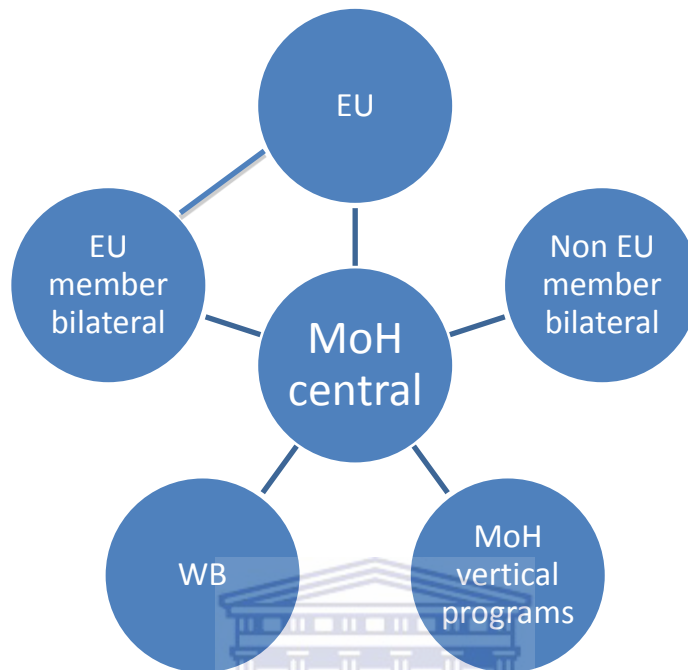 EU
EU
member
bilateral
Non EU
member
bilateral
MoH
central
WB
MoH
vertical
programs